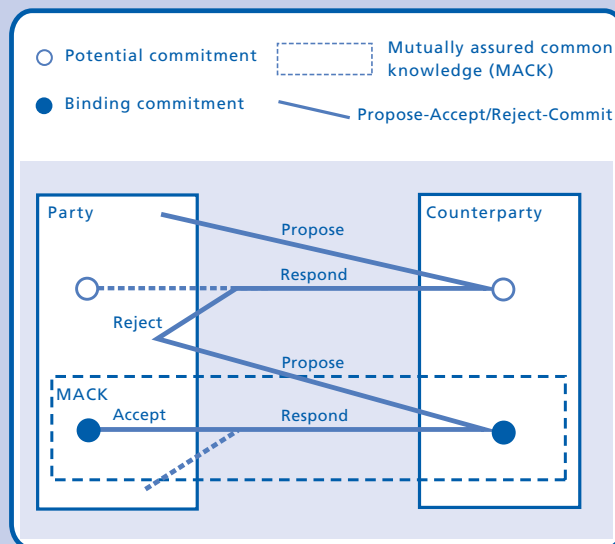 Potential commitment
Mutually assured common
knowledge (MACK)
Binding commitment
Propose-Accept/Reject-Commit
Party
Counterparty
Propose
Respond
Reject
Propose
MACK
Accept
Respond